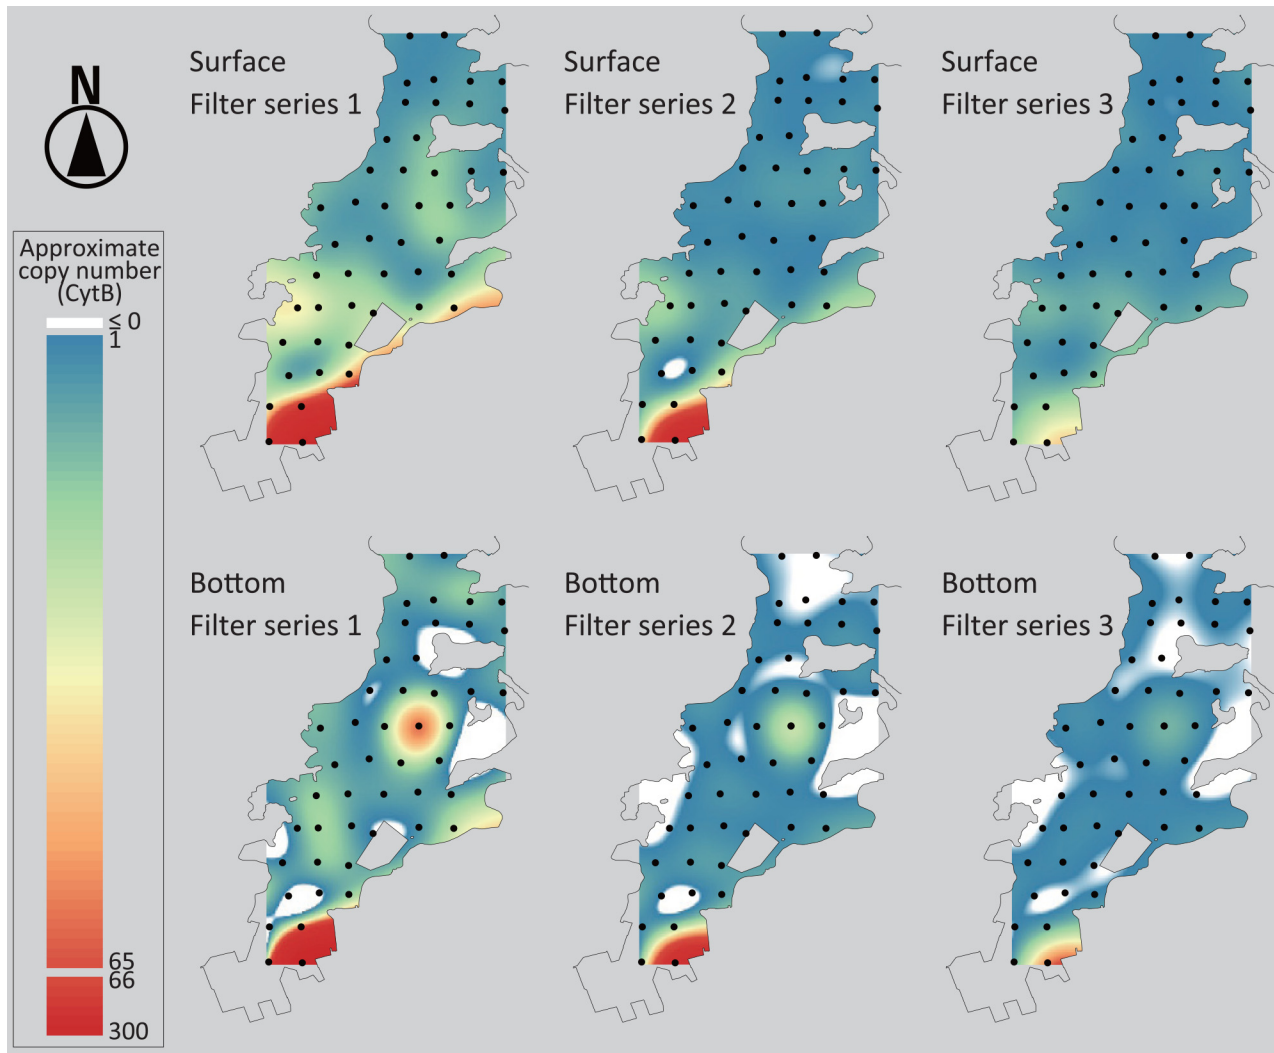 N
Surface
Filter series 1
Surface
Filter series 2
Surface
Filter series 3
Approximate
copy number
(CytB)
≤ 0
1
65
66
300
Bottom
Filter series 1
Bottom
Filter series 2
Bottom
Filter series 3